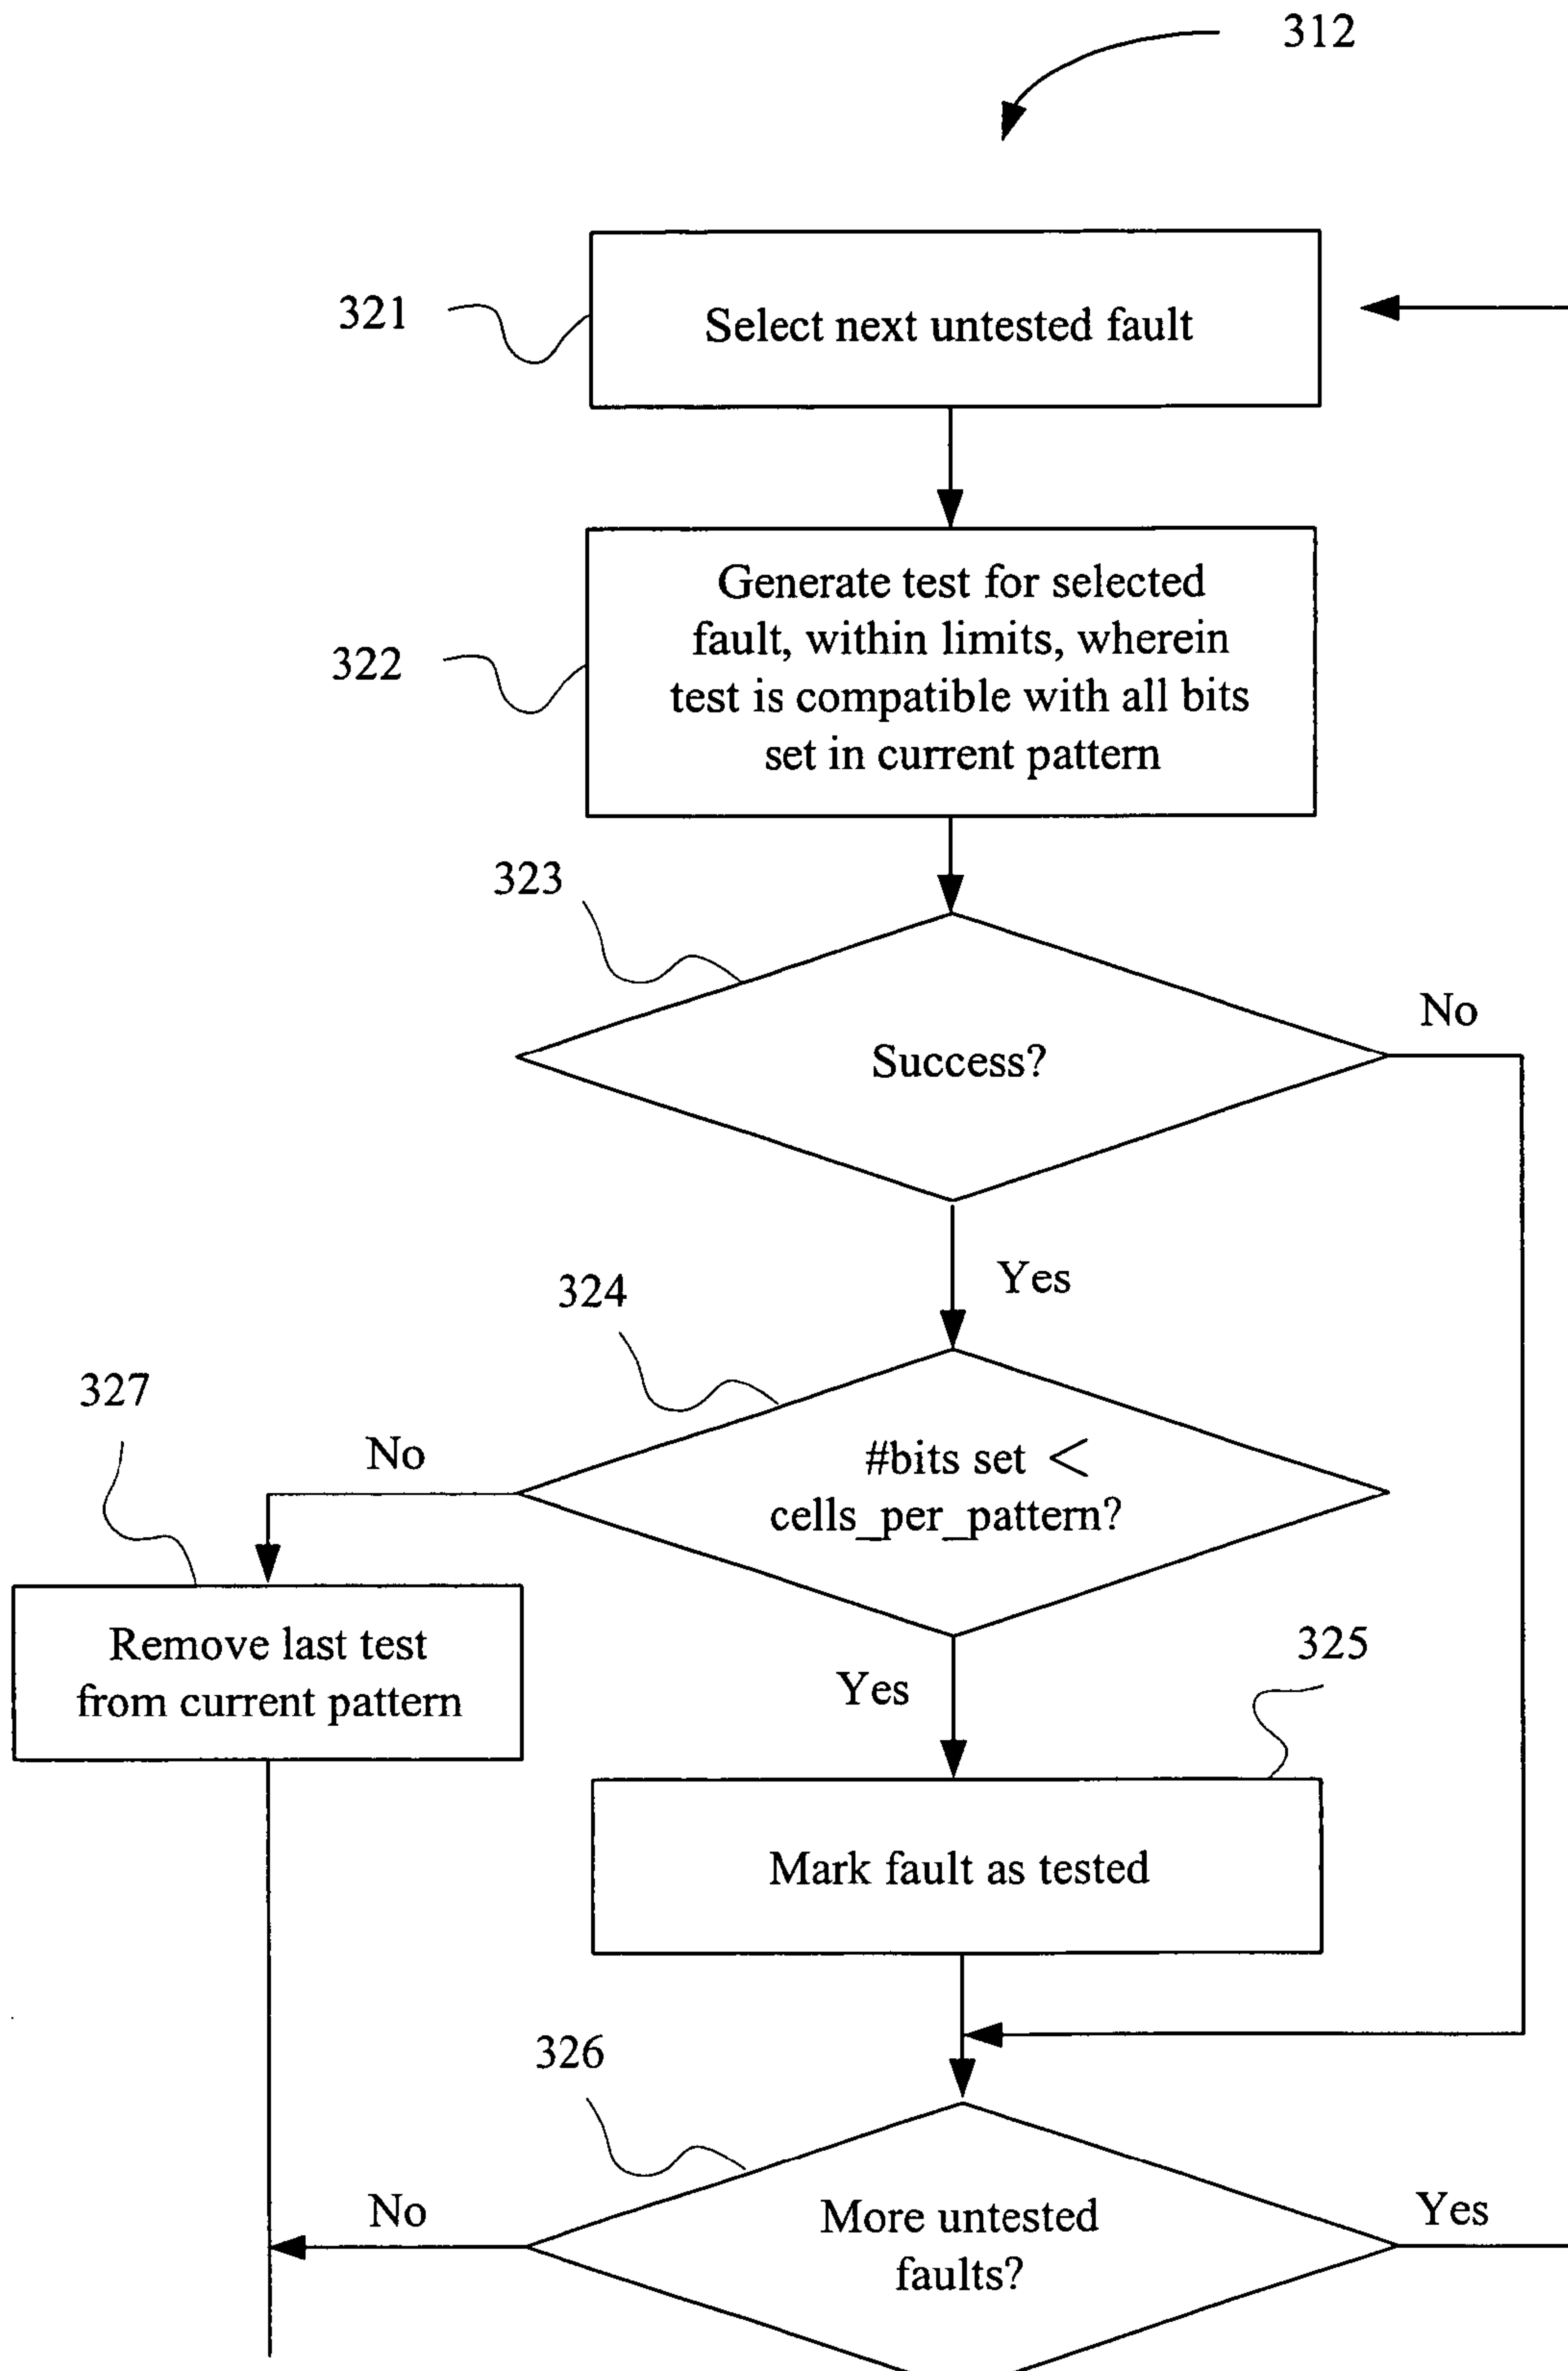 312
321
Select next untested fault
322
Generate test for selected
fault, within limits, wherein
test is compatible with all bits
set in current pattern
323
Success?
No
Yes
324
#bits set <
cells_per_pattern?
No
327
Remove last test
from current pattern
Yes
325
Mark fault as tested
326
More untested
faults?
No
Yes